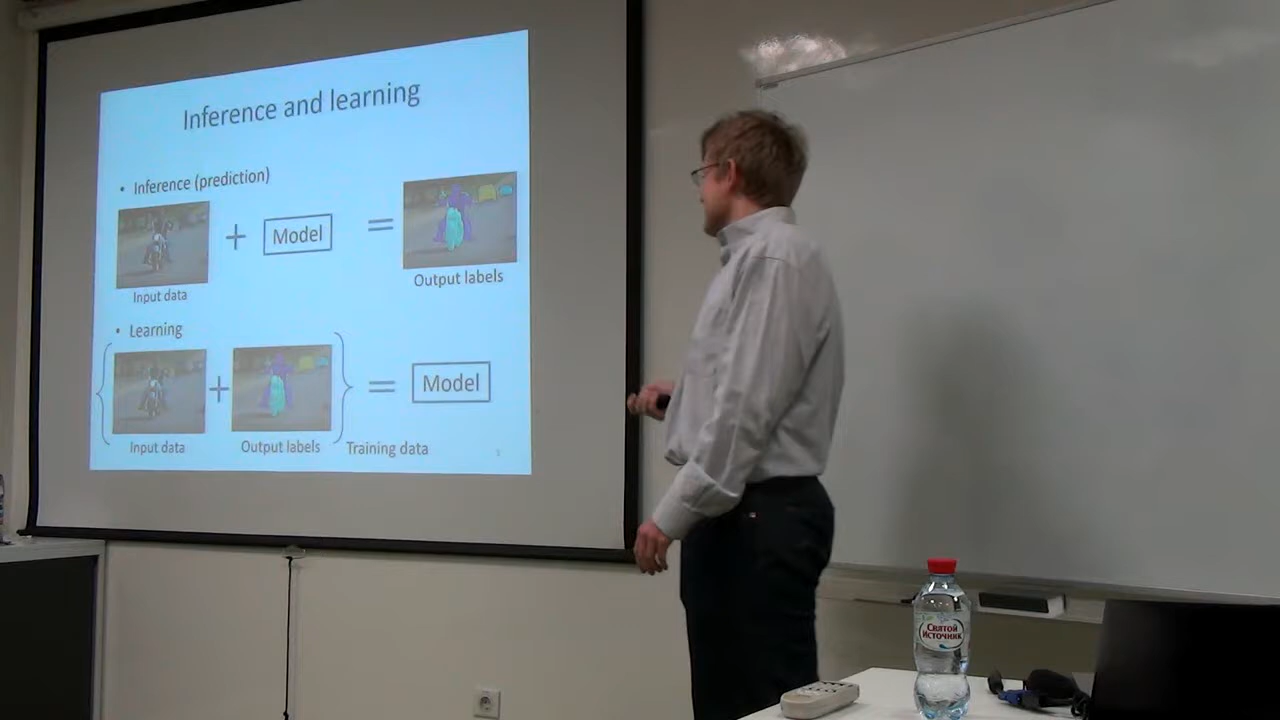 Inference and learning
• Inference (prediction)
+ Model =
Input data
Output labels
• Learning
+ = Model
Input data
Output labels
Training data
Святой
Источник